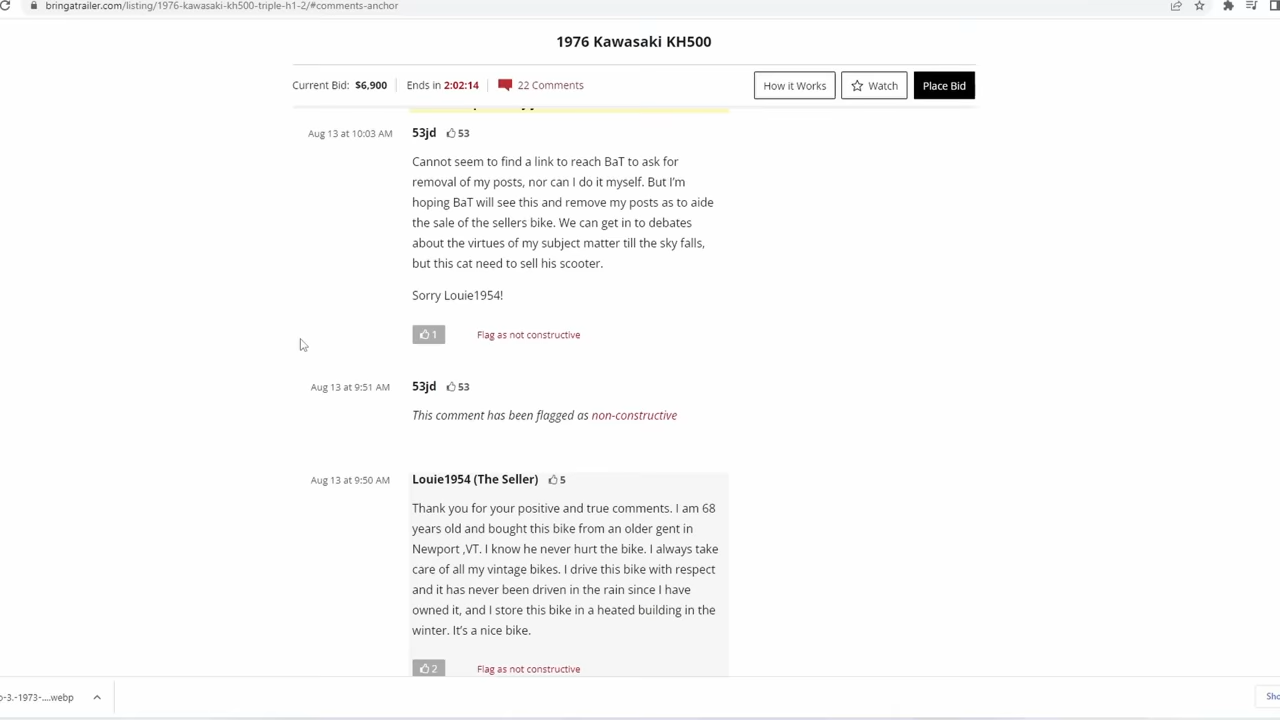 bringatrailer.com/listing/1976-kawasaki-kh500-triple-h1-2/#comments-anchor
1976 Kawasaki KH500
Current Bid: $6,900 Ends in 2:02:14 22 Comments How it Works Watch Place Bid
Aug 13 at 10:03 AM 53jd 53
Cannot seem to find a link to reach BaT to ask for
removal of my posts, nor can I do it myself. But I'm
hoping BaT will see this and remove my posts as to aide
the sale of the sellers bike. We can get in to debates
about the virtues of my subject matter till the sky falls,
but this cat need to sell his scooter.
Sorry Louie1954!
1 Flag as not constructive
Aug 13 at 9:51 AM 53jd 53
This comment has been flagged as non-constructive
Aug 13 at 9:50 AM Louie1954 (The Seller) 5
Thank you for your positive and true comments. I am 68
years old and bought this bike from an older gent in
Newport ,VT. I know he never hurt the bike. I always take
care of all my vintage bikes. I drive this bike with respect
and it has never been driven in the rain since I have
owned it, and I store this bike in a heated building in the
winter. It's a nice bike.
2 Flag as not constructive
o-3.-1973-....webp Sho